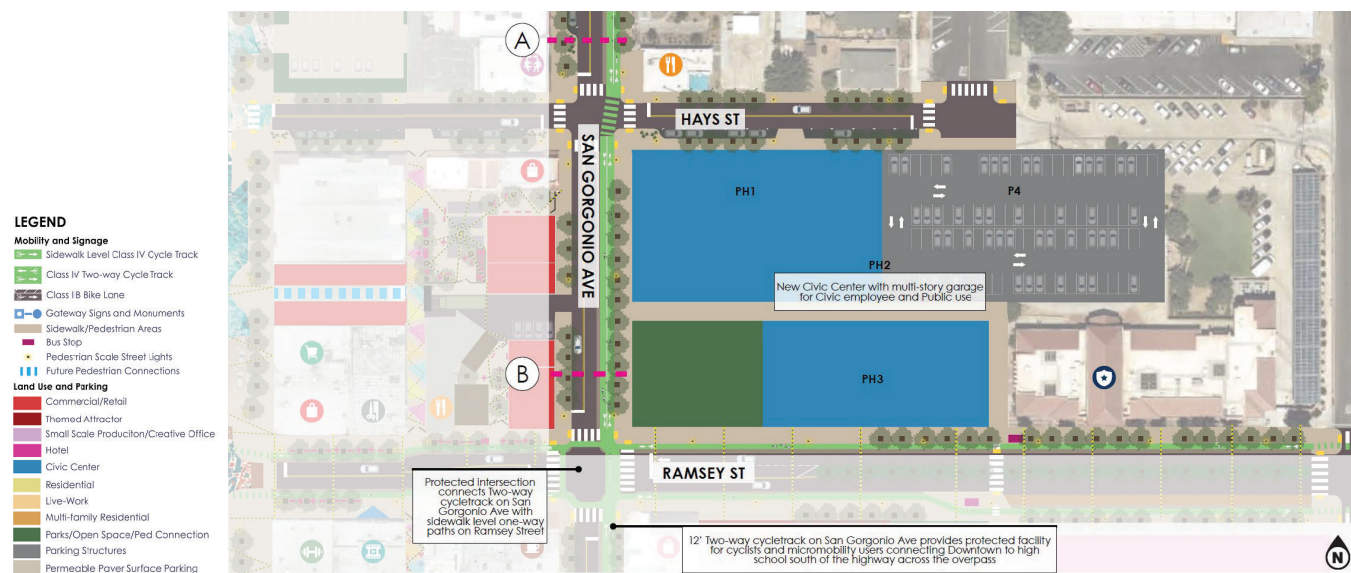 LEGEND
Mobility and Signage
Sidewalk Level Class IV Cycle Track
Class IV Two-way Cycle Track
Class IIB Bike Lane
Gateway Signs and Monuments
Sidewalk/Pedestrian Areas
Bus Stop
Pedestrian Scale Street Lights
Future Pedestrian Connections
Land Use and Parking
Commercial/Retail
Themed Attractor
Small Scale Produciton/Creative Office
Hotel
Civic Center
Residential
Live-Work
Multi-family Residential
Parks/Open Space/Ped Connection
Parking Structures
Permeable Paver Surface Parking
A
HAYS ST
SAN GORGONIO AVE
PH1
P4
PH2
New Civic Center with multi-story garage
for Civic employee and Public use
B
PH3
RAMSEY ST
Protected intersection
connects Two-way
cycletrack on San
Gorgonio Ave with
sidewalk level one-way
paths on Ramsey Street
12' Two-way cycletrack on San Gorgonio Ave provides protected facility
for cyclists and micromobility users connecting Downtown to high
school south of the highway across the overpass
N